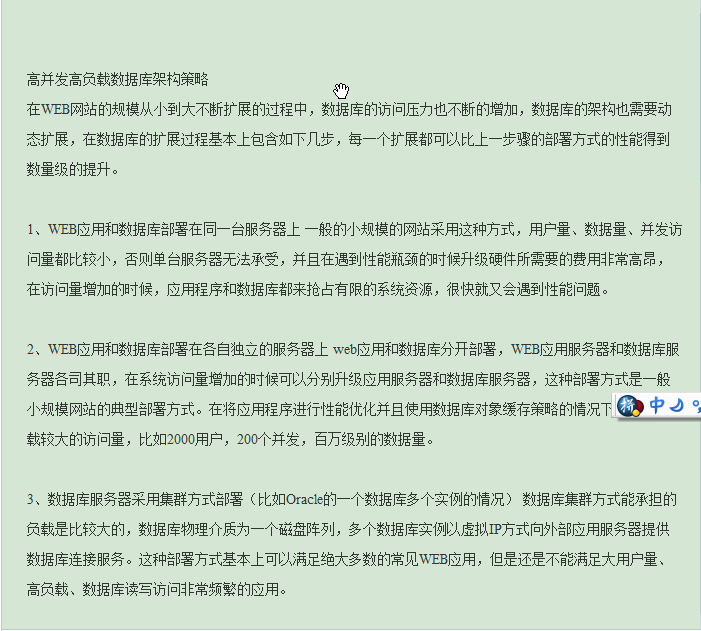 高并发高负载数据库架构策略
在WEB网站的规模从小到大不断扩展的过程中，数据库的访问压力也不断的增加，数据库的架构也需要动
态扩展，在数据库的扩展过程基本上包含如下几步，每一个扩展都可以比上一步骤的部署方式的性能得到
数量级的提升。
1、WEB应用和数据库部署在同一台服务器上 一般的小规模的网站采用这种方式，用户量、数据量、并发访
问量都比较小，否则单台服务器无法承受，并且在遇到性能瓶颈的时候升级硬件所需要的费用非常高昂，
在访问量增加的时候，应用程序和数据库都来抢占有限的系统资源，很快就又会遇到性能问题。
2、WEB应用和数据库部署在各自独立的服务器上 web应用和数据库分开部署，WEB应用服务器和数据库服
务器各司其职，在系统访问量增加的时候可以分别升级应用服务器和数据库服务器，这种部署方式是一般
小规模网站的典型部署方式。在将应用程序进行性能优化并且使用数据库对象缓存策略的情况下
拼 中
载较大的访问量，比如2000用户，200个并发，百万级别的数据量。
3、数据库服务器采用集群方式部署（比如Oracle的一个数据库多个实例的情况） 数据库集群方式能承担的
负载是比较大的，数据库物理介质为一个磁盘阵列，多个数据库实例以虚拟IP方式向外部应用服务器提供
数据库连接服务。这种部署方式基本上可以满足绝大多数的常见WEB应用，但是还是不能满足大用户量、
高负载、数据库读写访问非常频繁的应用。